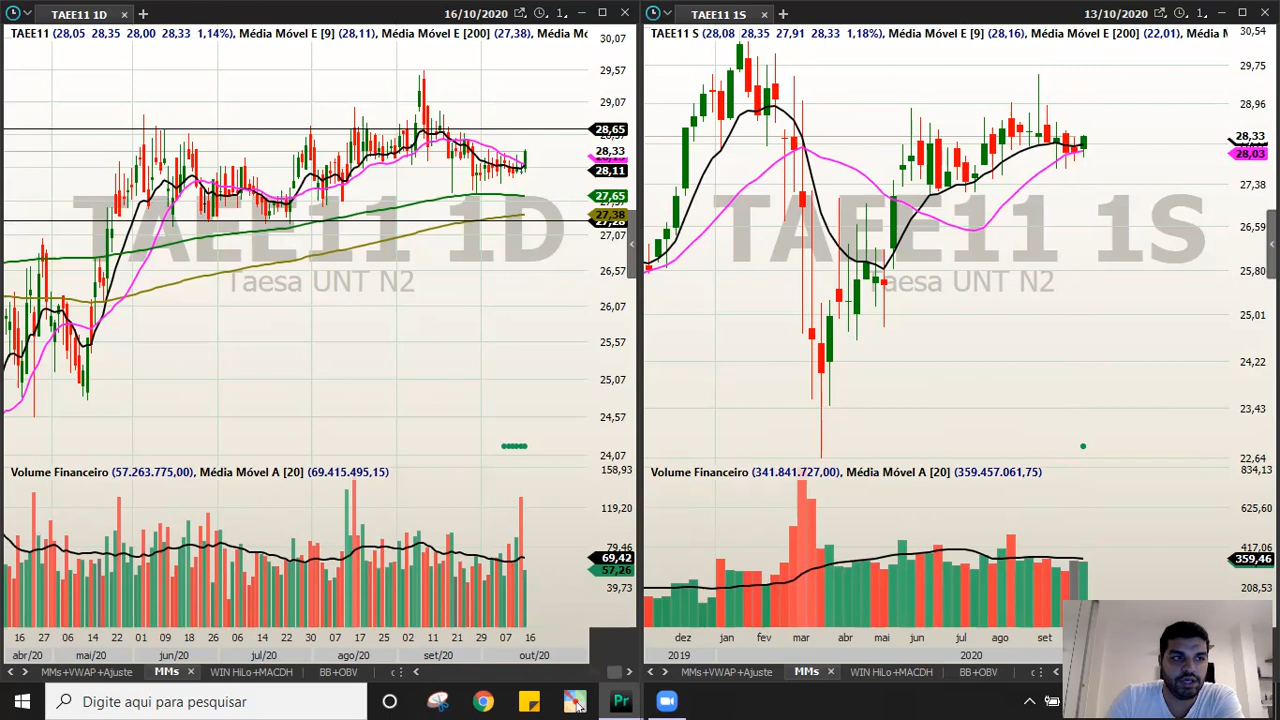 TAEE11 1D
16/10/2020
1
TAEE11 (28,05 28,35 28,00 28,33 1,14%), Média Móvel E [9] (28,11), Média Móvel E [200] (27,38), Média Mo
30,07
29,57
29,07
28,65
28,33
28,11
27,65
27,38
27,07
26,57
26,07
25,57
25,07
24,57
24,07
TAEE11 1D
Taesa UNT N2
Volume Financeiro (57.263.775,00), Média Móvel A [20] (69.415.495,15)
158,93
119,20
79,46
69,42
57,26
39,73
16 27 06 14 22 01 09 17 26 06 14 22 30 07 17 25 02 11 21 29 07 16
abr/20 mai/20 jun/20 jul/20 ago/20 set/20 out/20
MMs+VWAP+Ajuste MMs WIN HiLo+MACDH BB+OBV
TAEE11 1S
13/10/2020
1
TAEE11 S (28,08 28,35 27,91 28,33 1,18%), Média Móvel E [9] (28,16), Média Móvel E [200] (22,01), Média M
30,54
29,75
28,96
28,33
28,03
27,38
26,59
25,80
25,01
24,22
23,43
22,64
TAEE11 1S
Taesa UNT N2
Volume Financeiro (341.841.727,00), Média Móvel A [20] (359.457.061,75)
834,13
625,60
417,06
359,46
208,53
dez jan fev mar abr mai jun jul ago set
2019 2020
MMs+VWAP+Ajuste MMs WIN HiLo+MACDH BB+OBV
Digite aqui para pesquisar
Pr